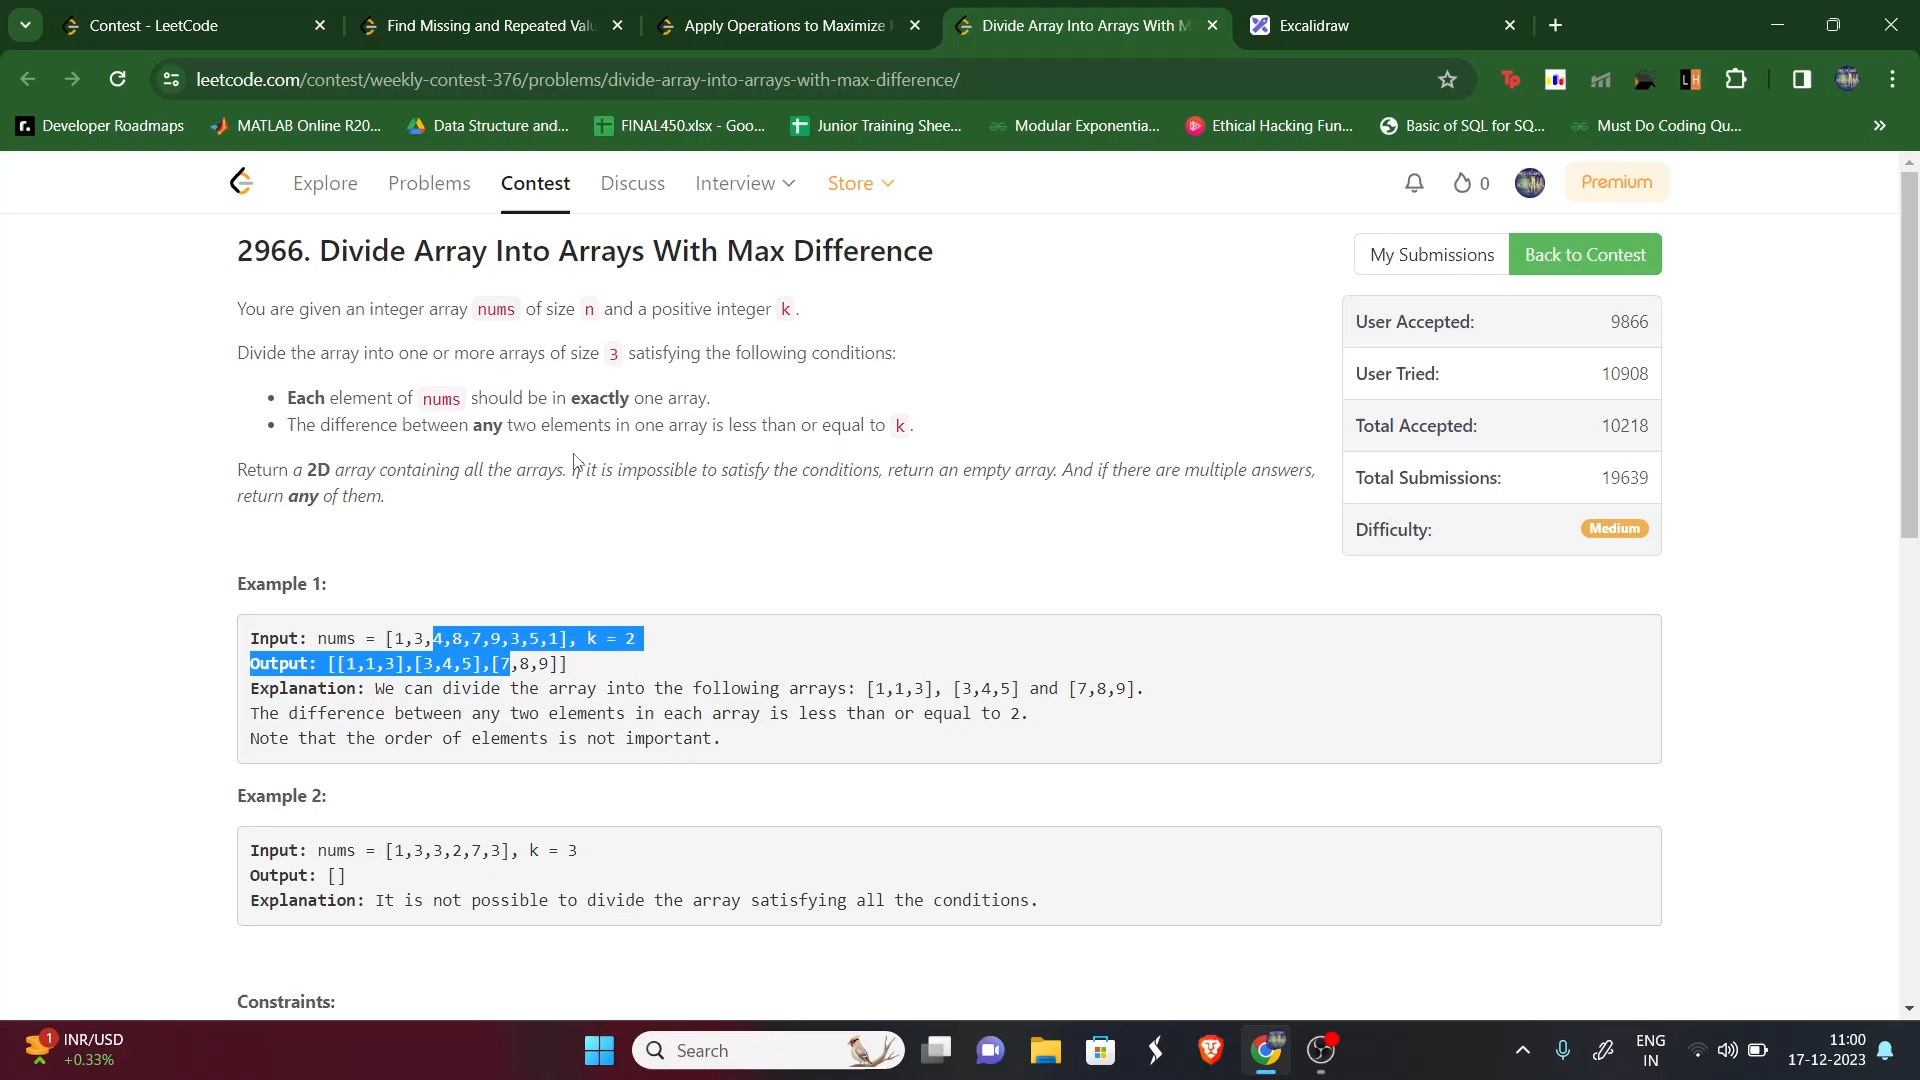 Contest - LeetCode
Find Missing and Repeated Valu
Apply Operations to Maximize
Divide Array Into Arrays With M
Excalidraw
leetcode.com/contest/weekly-contest-376/problems/divide-array-into-arrays-with-max-difference/
Tp
LH
Developer Roadmaps
MATLAB Online R20...
Data Structure and...
FINAL450.xlsx - Goo...
Junior Training Shee...
Modular Exponentia...
Ethical Hacking Fun...
Basic of SQL for SQ...
Must Do Coding Qu...
Explore
Problems
Contest
Discuss
Interview
Store
0
Premium
2966. Divide Array Into Arrays With Max Difference
My Submissions
Back to Contest
You are given an integer array nums of size n and a positive integer k.
Divide the array into one or more arrays of size 3 satisfying the following conditions:
• Each element of nums should be in exactly one array.
• The difference between any two elements in one array is less than or equal to k.
Return a 2D array containing all the arrays. If it is impossible to satisfy the conditions, return an empty array. And if there are multiple answers,
return any of them.
User Accepted: 9866
User Tried: 10908
Total Accepted: 10218
Total Submissions: 19639
Difficulty: Medium
Example 1:
Input: nums = [1,3,4,8,7,9,3,5,1], k = 2
Output: [[1,1,3],[3,4,5],[7,8,9]]
Explanation: We can divide the array into the following arrays: [1,1,3], [3,4,5] and [7,8,9].
The difference between any two elements in each array is less than or equal to 2.
Note that the order of elements is not important.
Example 2:
Input: nums = [1,3,3,2,7,3], k = 3
Output: []
Explanation: It is not possible to divide the array satisfying all the conditions.
Constraints:
1
INR/USD
+0.33%
Search
ENG
IN
11:00
17-12-2023